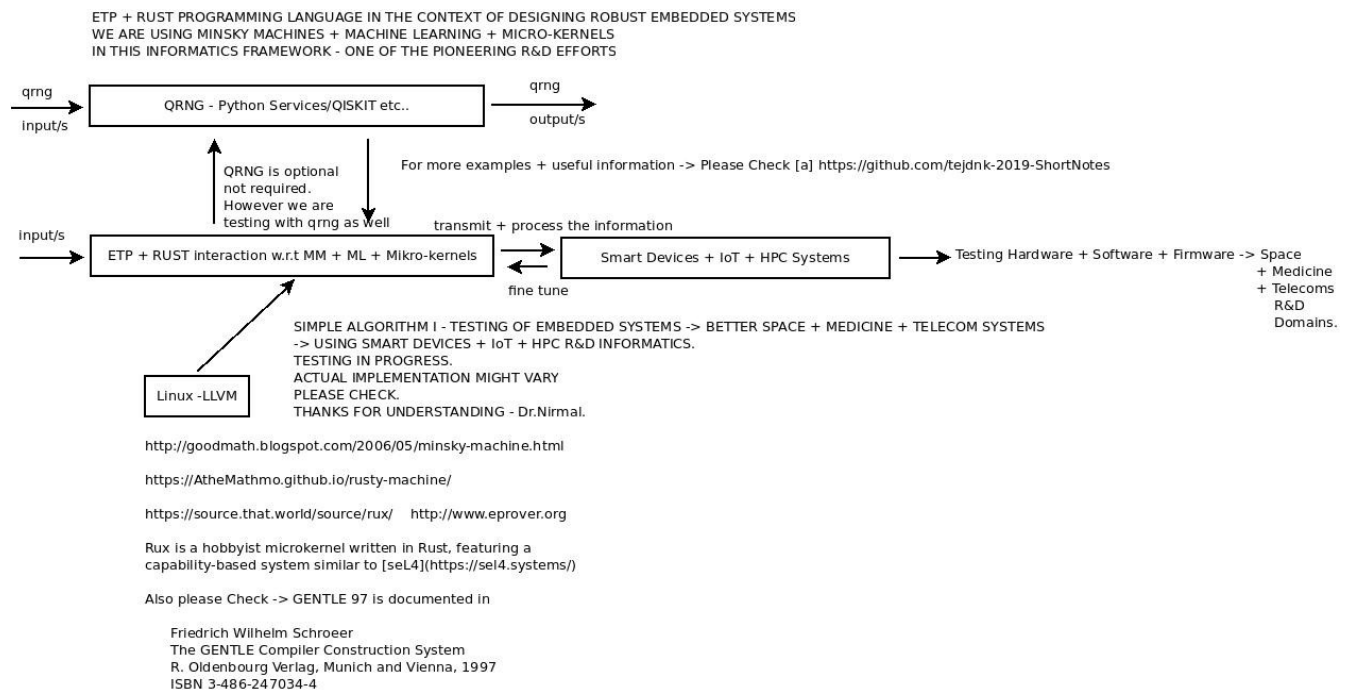 ETP + RUST PROGRAMMING LANGUAGE IN THE CONTEXT OF DESIGNING ROBUST EMBEDDED SYSTEMS
WE ARE USING MINSKY MACHINES + MACHINE LEARNING + MICRO-KERNELS
IN THIS INFORMATICS FRAMEWORK - ONE OF THE PIONEERING R&D EFFORTS
qrng
input/s
QRNG - Python Services/QISKIT etc..
qrng
output/s
QRNG is optional
not required.
However we are
testing with qrng as well
For more examples + useful information -> Please Check [a] https://github.com/tejdnk-2019-ShortNotes
input/s
ETP + RUST Interaction w.r.t MM + ML + Mikro-kernels
transmit + process the information
fine tune
Smart Devices + IoT + HPC Systems
Testing Hardware + Software + Firmware -> Space
+ Medicine
+ Telecoms
R&D
Domains.
SIMPLE ALGORITHM I - TESTING OF EMBEDDED SYSTEMS -> BETTER SPACE + MEDICINE + TELECOM SYSTEMS
-> USING SMART DEVICES + IoT + HPC R&D INFORMATICS.
TESTING IN PROGRESS.
ACTUAL IMPLEMENTATION MIGHT VARY
PLEASE CHECK.
THANKS FOR UNDERSTANDING - Dr.Nirmal.
Linux -LLVM
http://goodmath.blogspot.com/2006/05/minsky-machine.html
https://AtheMathmo.github.io/rusty-machine/
https://source.that.world/source/rux/ http://www.eprover.org
Rux is a hobbyist microkernel written in Rust, featuring a
capability-based system similar to [seL4](https://sel4.systems/)
Also please Check -> GENTLE 97 is documented in
Friedrich Wilhelm Schroeer
The GENTLE Compiler Construction System
R. Oldenbourg Verlag, Munich and Vienna, 1997
ISBN 3-486-247034-4